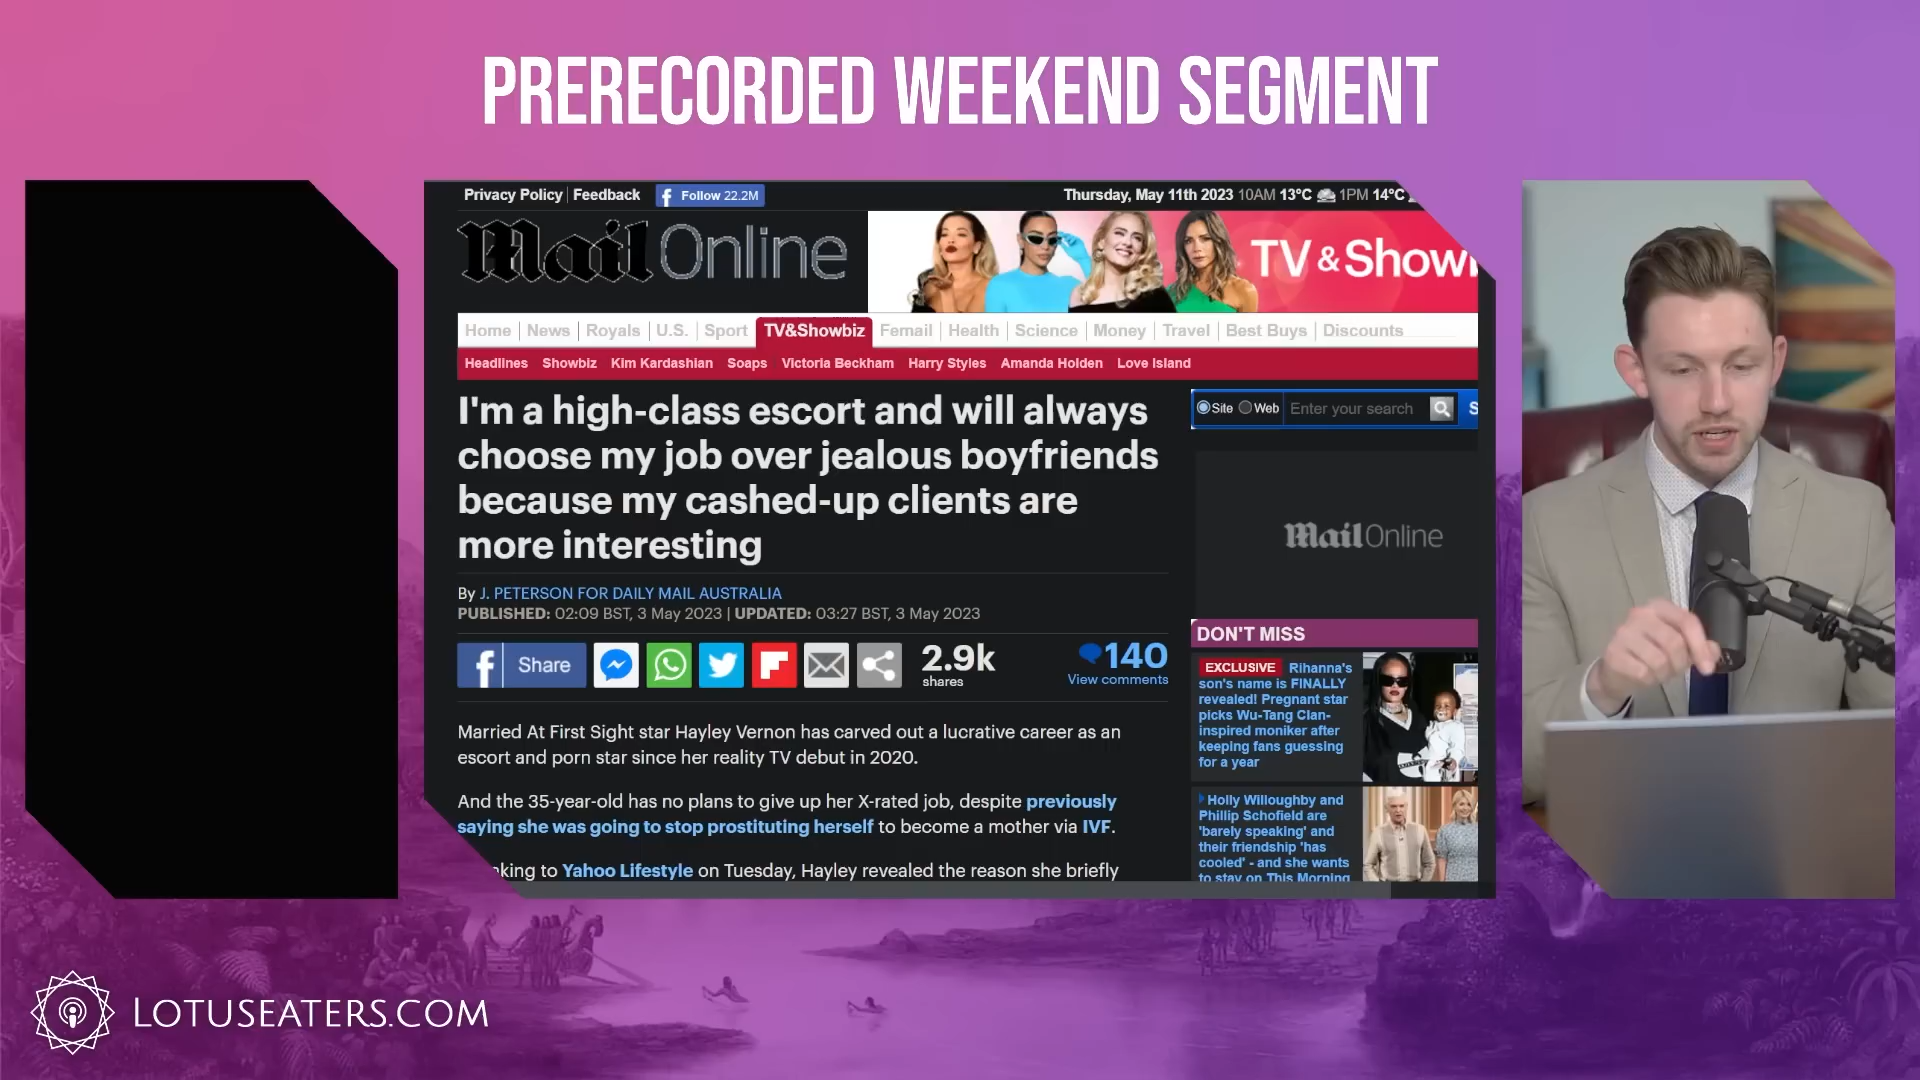 PRERECORDED WEEKEND SEGMENT
Privacy Policy | Feedback
Follow 22.2M
Thursday, May 11th 2023 10AM 13°C 1PM 14°C
Mail Online
TV & Show
Home | News | Royals | U.S. | Sport | TV&Showbiz | Femail | Health | Science | Money | Travel | Best Buys | Discounts
Headlines Showbiz Kim Kardashian Soaps Victoria Beckham Harry Styles Amanda Holden Love Island
I'm a high-class escort and will always
choose my job over jealous boyfriends
because my cashed-up clients are
more interesting
By J. PETERSON FOR DAILY MAIL AUSTRALIA
PUBLISHED: 02:09 BST, 3 May 2023 | UPDATED: 03:27 BST, 3 May 2023
Share
2.9k
shares
140
View comments
Married At First Sight star Hayley Vernon has carved out a lucrative career as an
escort and porn star since her reality TV debut in 2020.
And the 35-year-old has no plans to give up her X-rated job, despite previously
saying she was going to stop prostituting herself to become a mother via IVF.
king to Yahoo Lifestyle on Tuesday, Hayley revealed the reason she briefly
Site Web Enter your search
S
Mail Online
DON'T MISS
EXCLUSIVE Rihanna's
son's name is FINALLY
revealed! Pregnant star
picks Wu-Tang Clan-
inspired moniker after
keeping fans guessing
for a year
Holly Willoughby and
Phillip Schofield are
'barely speaking' and
their friendship 'has
cooled' - and she wants
to stay on This Morning
LOTUSEATERS.COM